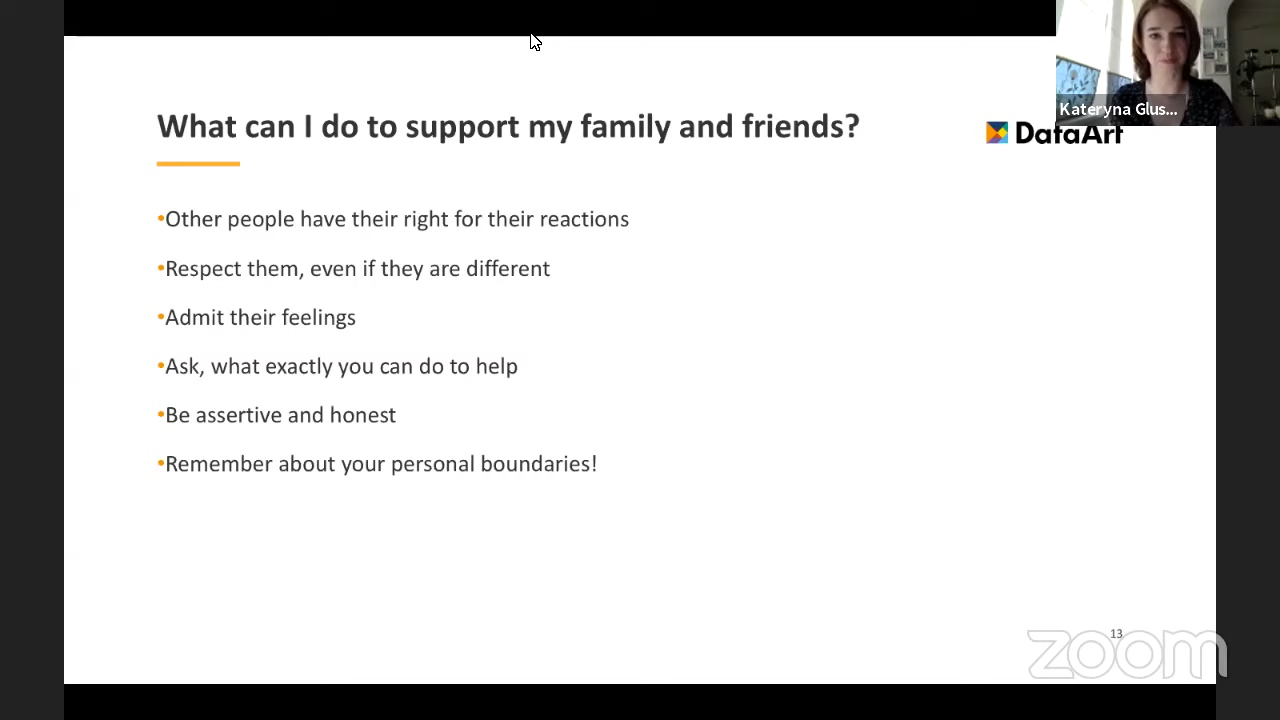 Kateryna Glus...
What can I do to support my family and friends?
DataArt
•Other people have their right for their reactions
•Respect them, even if they are different
•Admit their feelings
•Ask, what exactly you can do to help
•Be assertive and honest
•Remember about your personal boundaries!
13
zoom